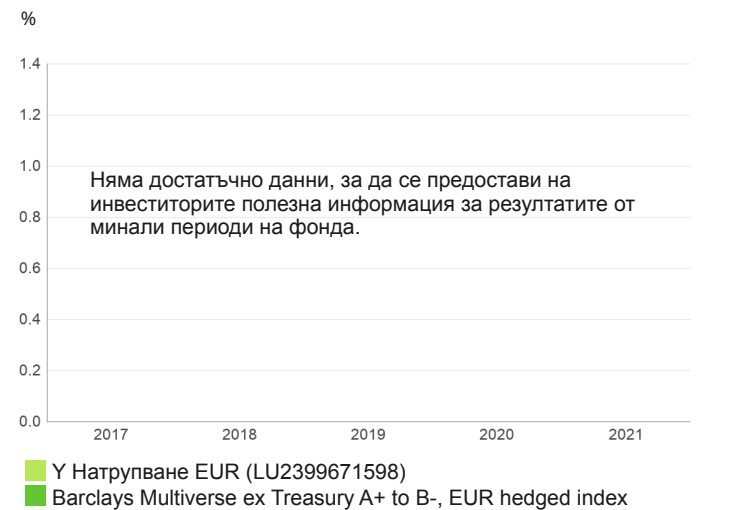 %
1.4
1.2
1.0
Няма достатъчно данни, за да се предостави на
инвеститорите полезна информация за резултатите от
минали периоди на фонда.
0.8
0.6
0.4
0.2
0.0
2017 2018 2019 2020 2021
Y Натрупване EUR (LU2399671598)
Barclays Multiverse ex Treasury A+ to B-, EUR hedged index